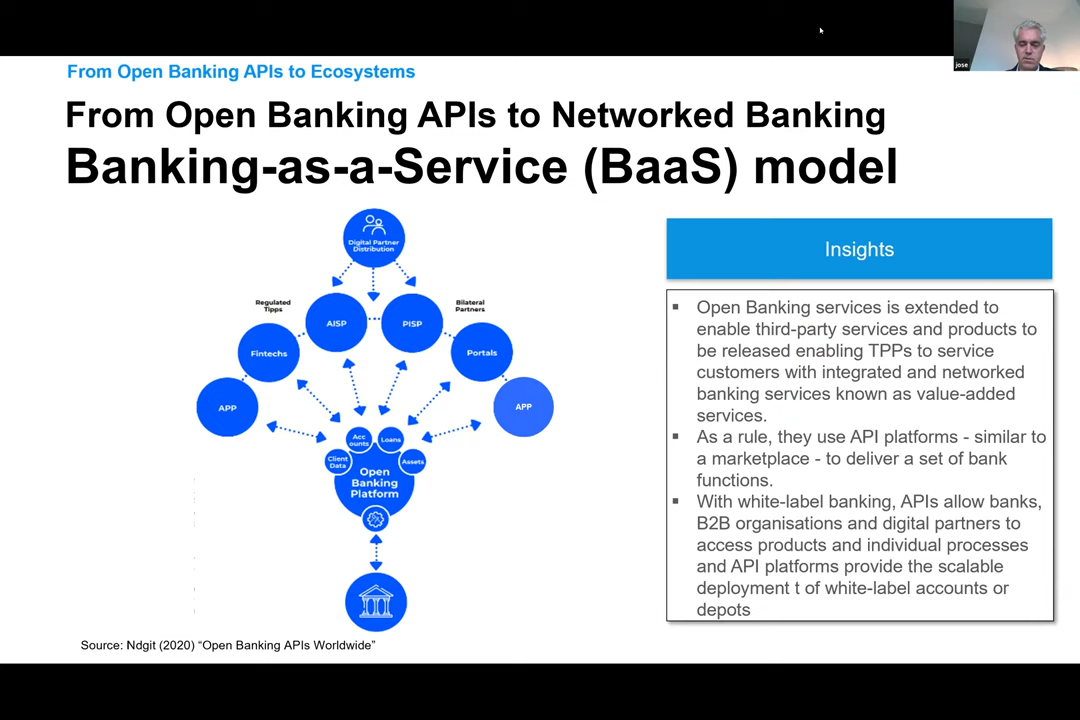 jose
From Open Banking APIs to Ecosystems
From Open Banking APIs to Networked Banking
Banking-as-a-Service (BaaS) model
Digital Partner
Distribution
Regulated
Tipps
Bilateral
Partners
AISP
PISP
Fintechs
Portals
APP
APP
Acc
ounts
Loans
Client
Data
Assets
Open
Banking
Platform
Insights
▪ Open Banking services is extended to
enable third-party services and products to
be released enabling TPPs to service
customers with integrated and networked
banking services known as value-added
services.
▪ As a rule, they use API platforms - similar to
a marketplace - to deliver a set of bank
functions.
▪ With white-label banking, APIs allow banks,
B2B organisations and digital partners to
access products and individual processes
and API platforms provide the scalable
deployment t of white-label accounts or
depots
Source: Ndgit (2020) “Open Banking APIs Worldwide”